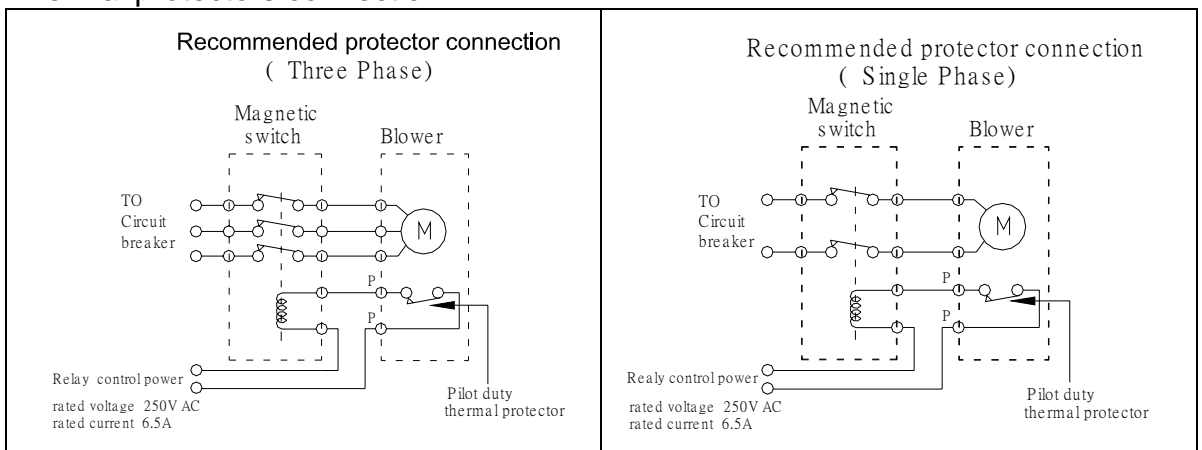 Recommended protector connection
( Three Phase)
Magnetic
switch
Blower
TO
Circuit
breaker
M
P
P
Relay control power
rated voltage 250V AC
rated current 6.5A
Pilot duty
thermal protector
Recommended protector connection
( Single Phase)
Magnetic
switch
Blower
TO
Circuit
breaker
M
P
P
Realy control power
rated voltage 250V AC
rated current 6.5A
Pilot duty
thermal protector